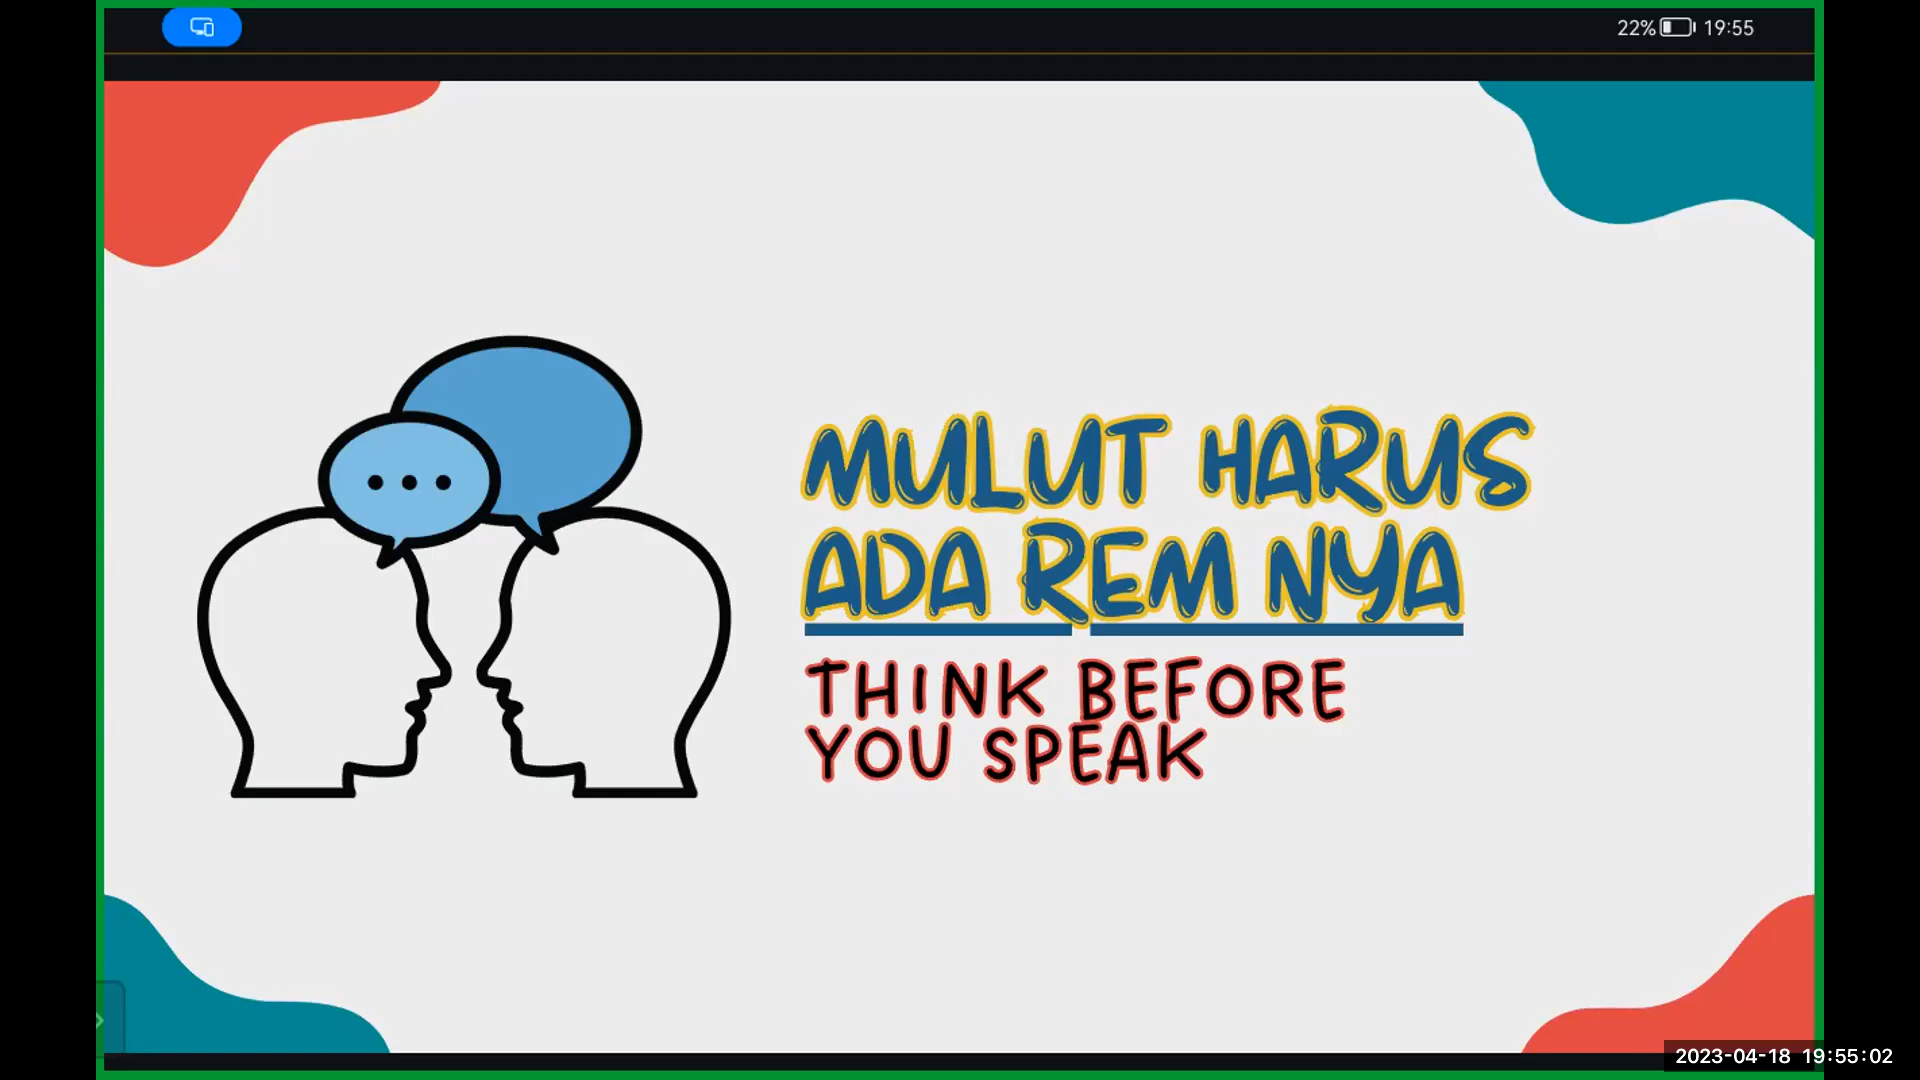 22% 19:55
MULUT HARUS
ADA REM NYA
THINK BEFORE
YOU SPEAK
2023-04-18 19:55:02